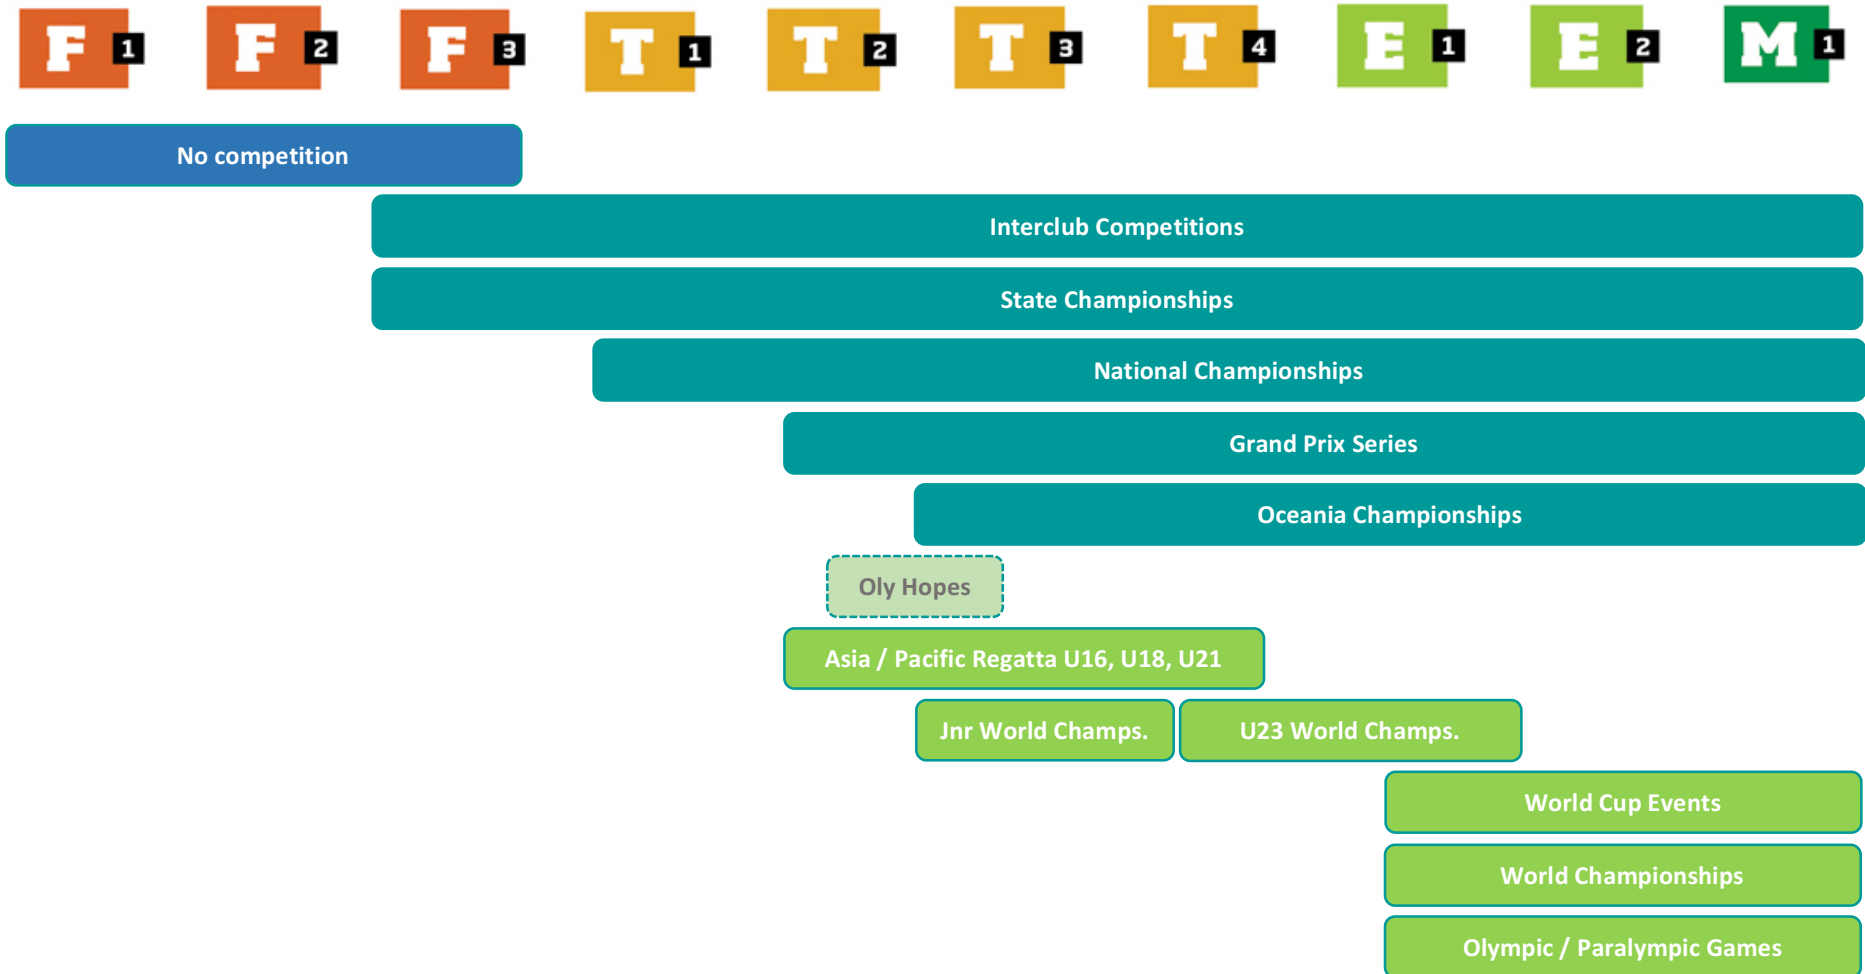 F 1 F 2 F 3 T 1 T 2 T 3 T 4 E 1 E 2 M 1
No competition
Interclub Competitions
State Championships
National Championships
Grand Prix Series
Oceania Championships
Oly Hopes
Asia / Pacific Regatta U16, U18, U21
Jnr World Champs. U23 World Champs.
World Cup Events
World Championships
Olympic / Paralympic Games